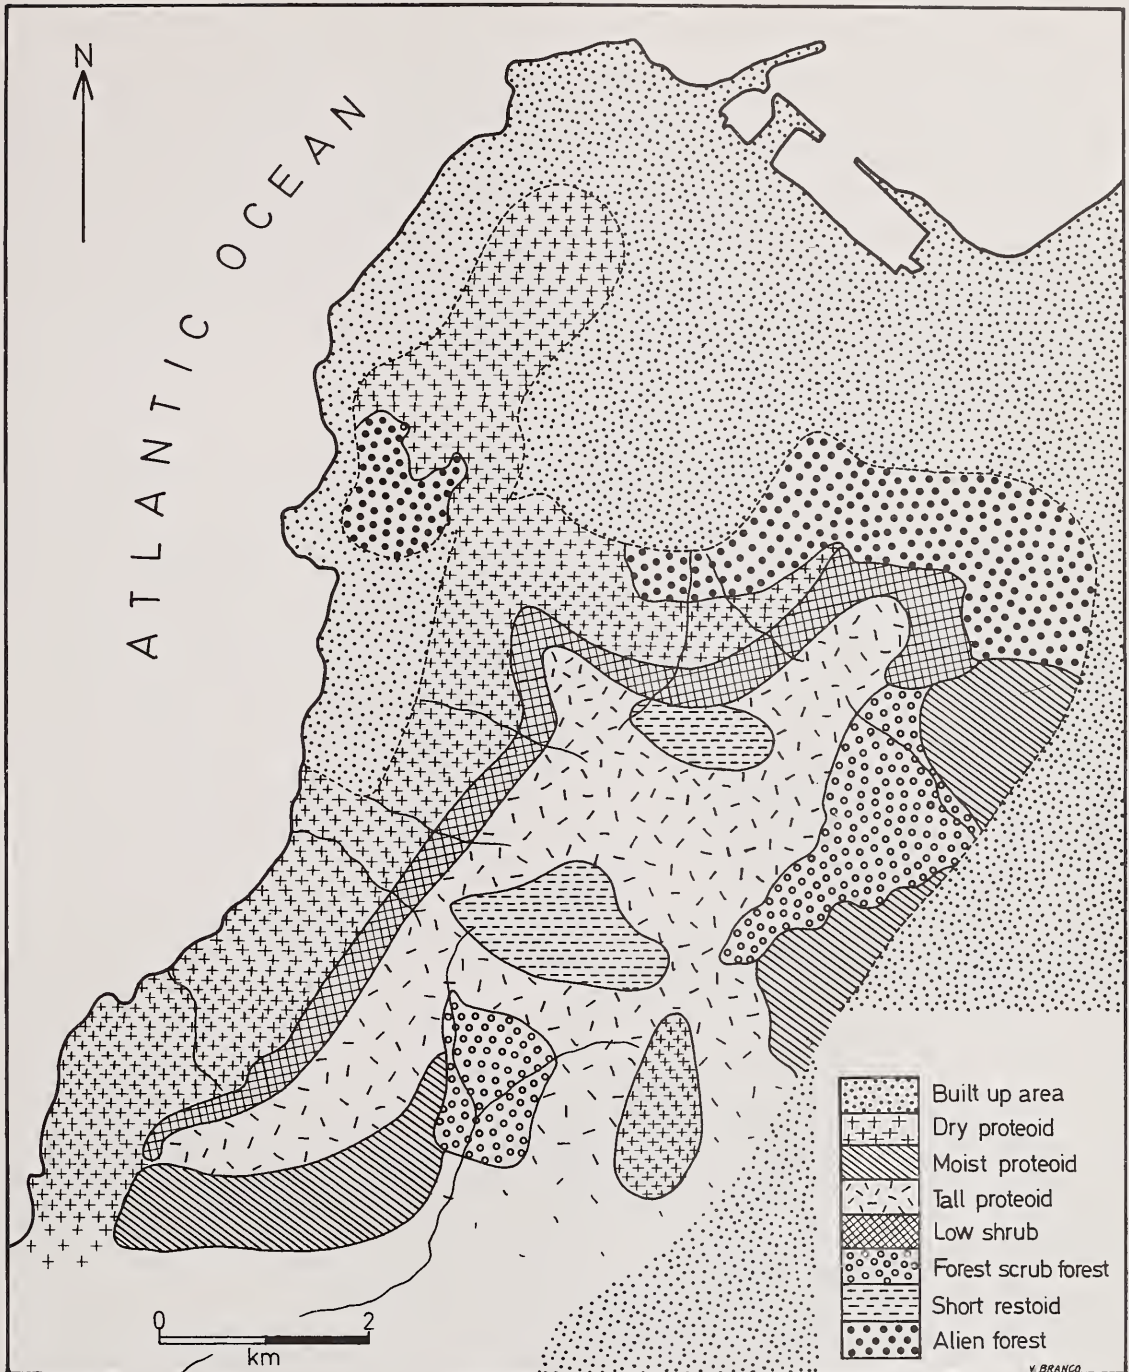 N
ATLANTIC OCEAN
Built up area
Dry proteoid
Moist proteoid
Tall proteoid
Low shrub
Forest scrub forest
Short restoid
Alien forest
0 2
km
V. BRANCO